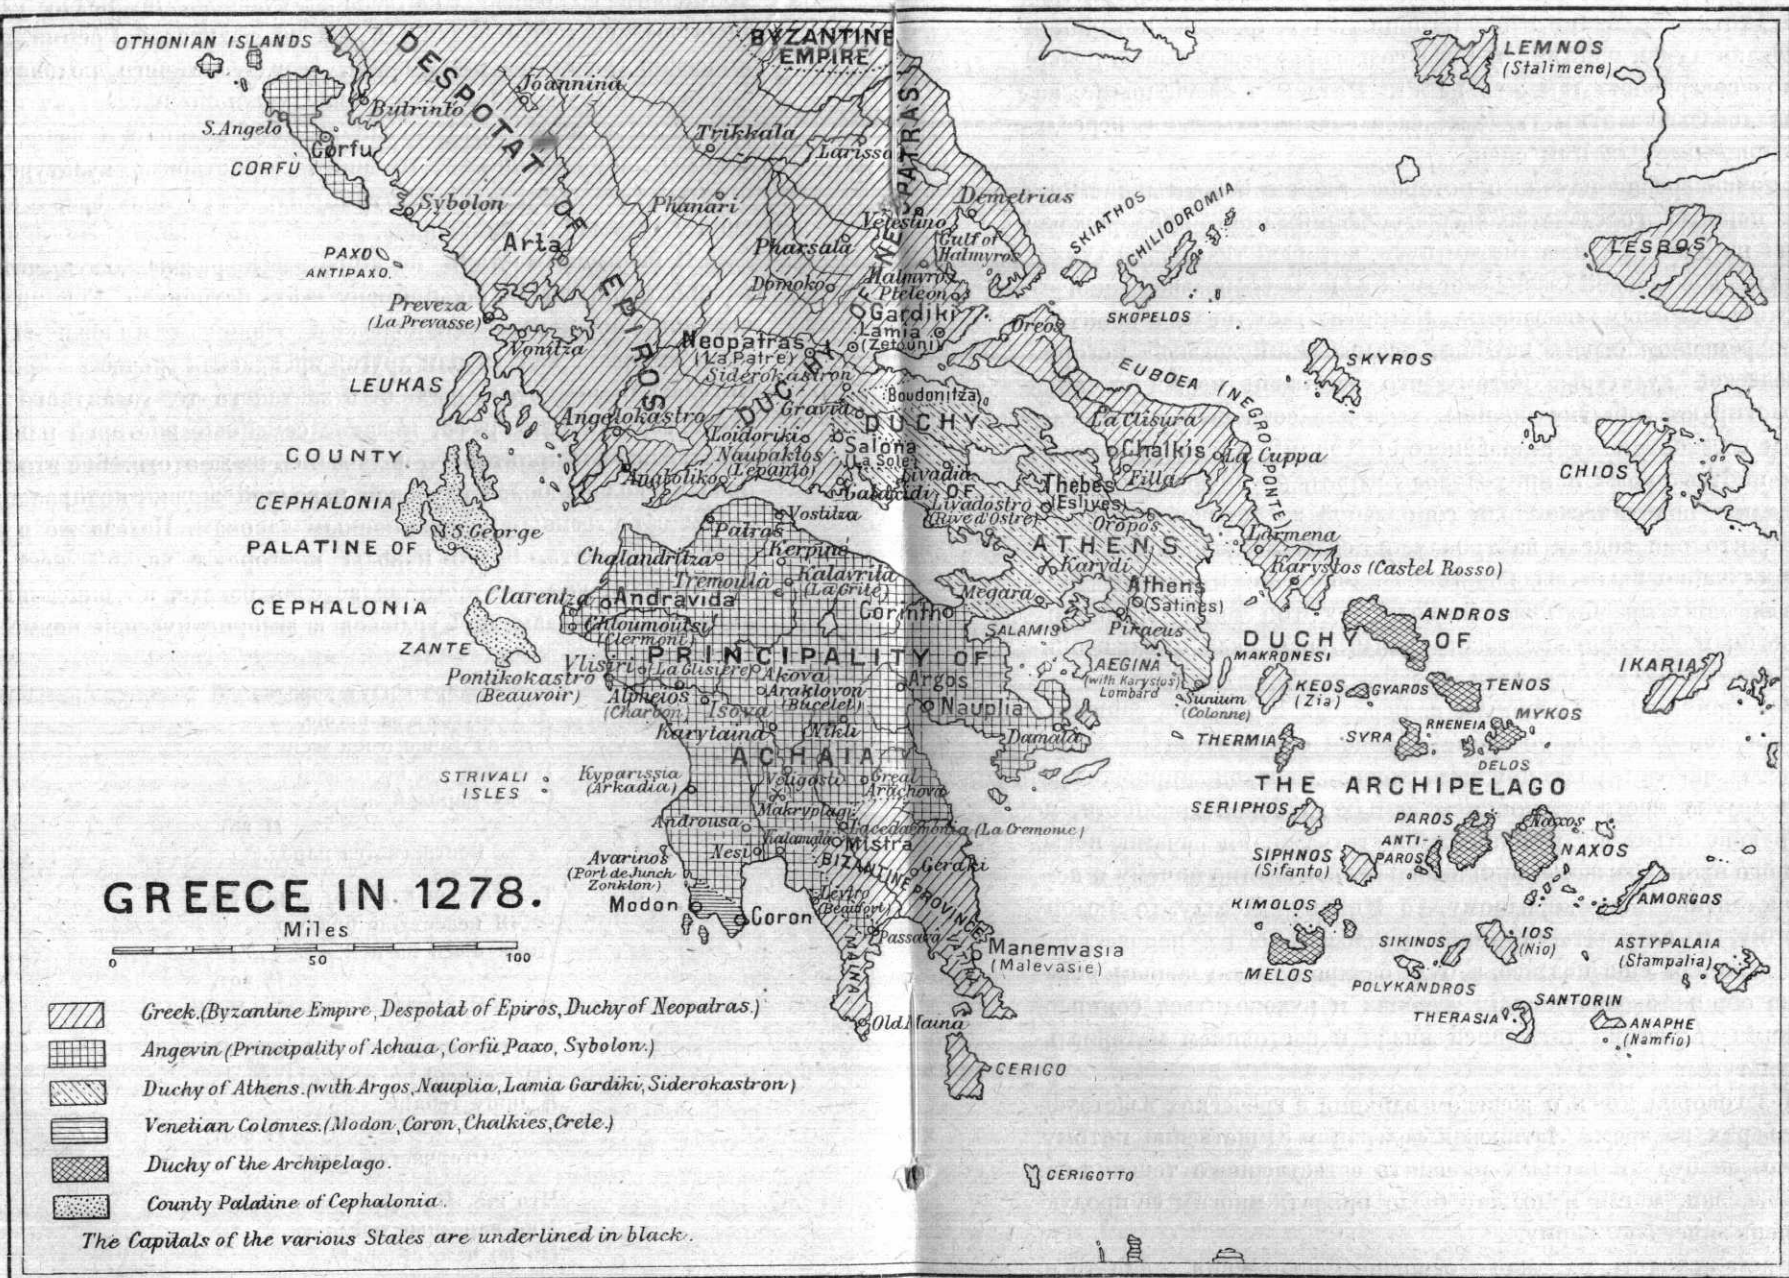 OTHONIAN ISLANDS
BYZANTINE
EMPIRE
LEMNOS
(Stalimene)
DESPOTAT OF EPIROS
Joannina
Butrinto
S.Angelo
Corfu
CORFÙ
Trikkala
Larissa
DUCHY OF NEOPATRAS
Sybolon
Phanari
Velestino
Demetrias
SKIATHOS
CHILIODROMIA
SKOPELOS
LESBOS
Arta
PAXO
ANTIPAXO
Pharsala
Gulf of
Halmyros
Domoko
Halmyros
Pteleon
Preveza
(La Prevasse)
Gardiki
Lamia
(Zetouni)
Oreos
Vonitza
Neopatras
(La Patre)
Siderokastron
SKYROS
LEUKAS
EUBOEA (NEGROPONTE)
Boudonitza
Gravia
Angelokastro
DUCHY
OF
ATHENS
La Clisura
Loidoriki
Salona
(La Sole)
Chalkis
La Cuppa
COUNTY
Naupaktos
(Lepanto)
Livadia
CHIOS
Anatoliko
Galaxidi
Thebes
(Eslives)
Filla
CEPHALONIA
Livadostro
(Rive d'Ostre)
Vostitza
Patras
Oropos
S.George
PALATINE OF
Larmena
Chalandritza
Kerpine
Karydi
Karystos (Castel Rosso)
Tremoula
Kalavrita
(La Grite)
Clarentza
Andravida
Megara
Athens
(Satines)
CEPHALONIA
Corintho
Chloumoutsi
(Clermont)
SALAMIS
Piraeus
ANDROS
DUCHY OF
MAKRONESI
ZANTE
PRINCIPALITY OF
Vlisiri
(La Glisiere)
Akova
Pontikokastro
(Beauvoir)
AEGINA
(with Karystos)
Lombard
Argos
IKARIA
Araklovon
(Bucelet)
Alpheios
(Charbon)
Isova
Nauplia
Sunium
(Colonne)
KEOS
(Zia)
GYAROS
TENOS
Karytaina
Nikli
Damala
THERMIA
SYRA
RHENEIA
MYKOS
DELOS
ACHAIA
STRIVALI
ISLES
Kyparissia
(Arkadia)
Veligosti
Great
Arachova
THE ARCHIPELAGO
Makryplagi
SERIPHOS
Androusa
Lacedaemonia (La Cremonie)
PAROS
Naxos
Kalamata
Mistra
ANTI-
PAROS
NAXOS
Nesi
Avarinos
(Port de Junch
Zonklon)
Geraki
SIPHNOS
(Sifanto)
BIZANTINE PROVINCE
GREECE IN 1278.
Leuctro
(Beaufort)
AMORGOS
Modon
Coron
KIMOLOS
Miles
Passava
IOS
(Nio)
0 50 100
Manemvasia
(Malevasie)
SIKINOS
ASTYPALAIA
(Stampalia)
MAINA
VATIKA
MELOS
POLYKANDROS
SANTORIN
THERASIA
ANAPHE
(Namfio)
Old Maina
Greek.(Byzantine Empire, Despotat of Epiros, Duchy of Neopatras.)
Angevin (Principality of Achaia, Corfù, Paxo, Sybolon.)
CERIGO
Duchy of Athens. (with Argos, Nauplia, Lamia Gardiki, Siderokastron)
Venetian Colonies. (Modon, Coron, Chalkies, Crete.)
Duchy of the Archipelago.
CERIGOTTO
County Palatine of Cephalonia.
The Capitals of the various States are underlined in black.